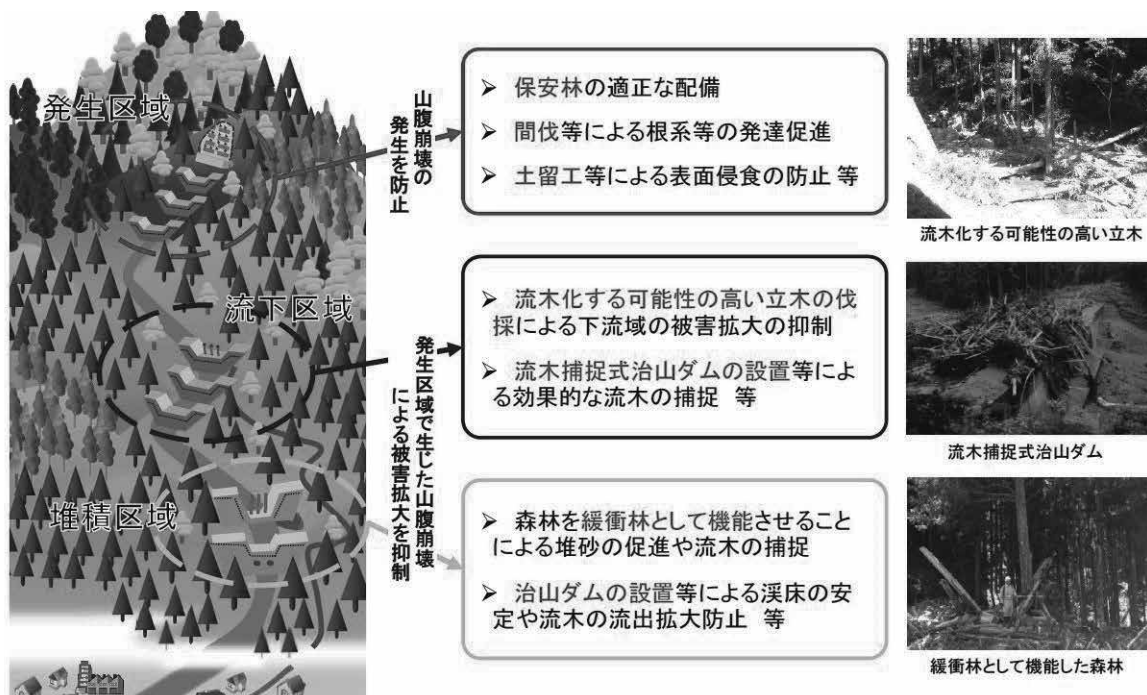 発生区域
流下区域
堆積区域
山腹崩壊の
発生を防止
発生区域で生じた山腹崩壊
による被害拡大を抑制
➢ 保安林の適正な配備
➢ 間伐等による根系等の発達促進
➢ 土留工等による表面侵食の防止 等
➢ 流木化する可能性の高い立木の伐
採による下流域の被害拡大の抑制
➢ 流木捕捉式治山ダムの設置等によ
る効果的な流木の捕捉 等
➢ 森林を緩衝林として機能させること
による堆砂の促進や流木の捕捉
➢ 治山ダムの設置等による渓床の安
定や流木の流出拡大防止 等
流木化する可能性の高い立木
流木捕捉式治山ダム
緩衝林として機能した森林